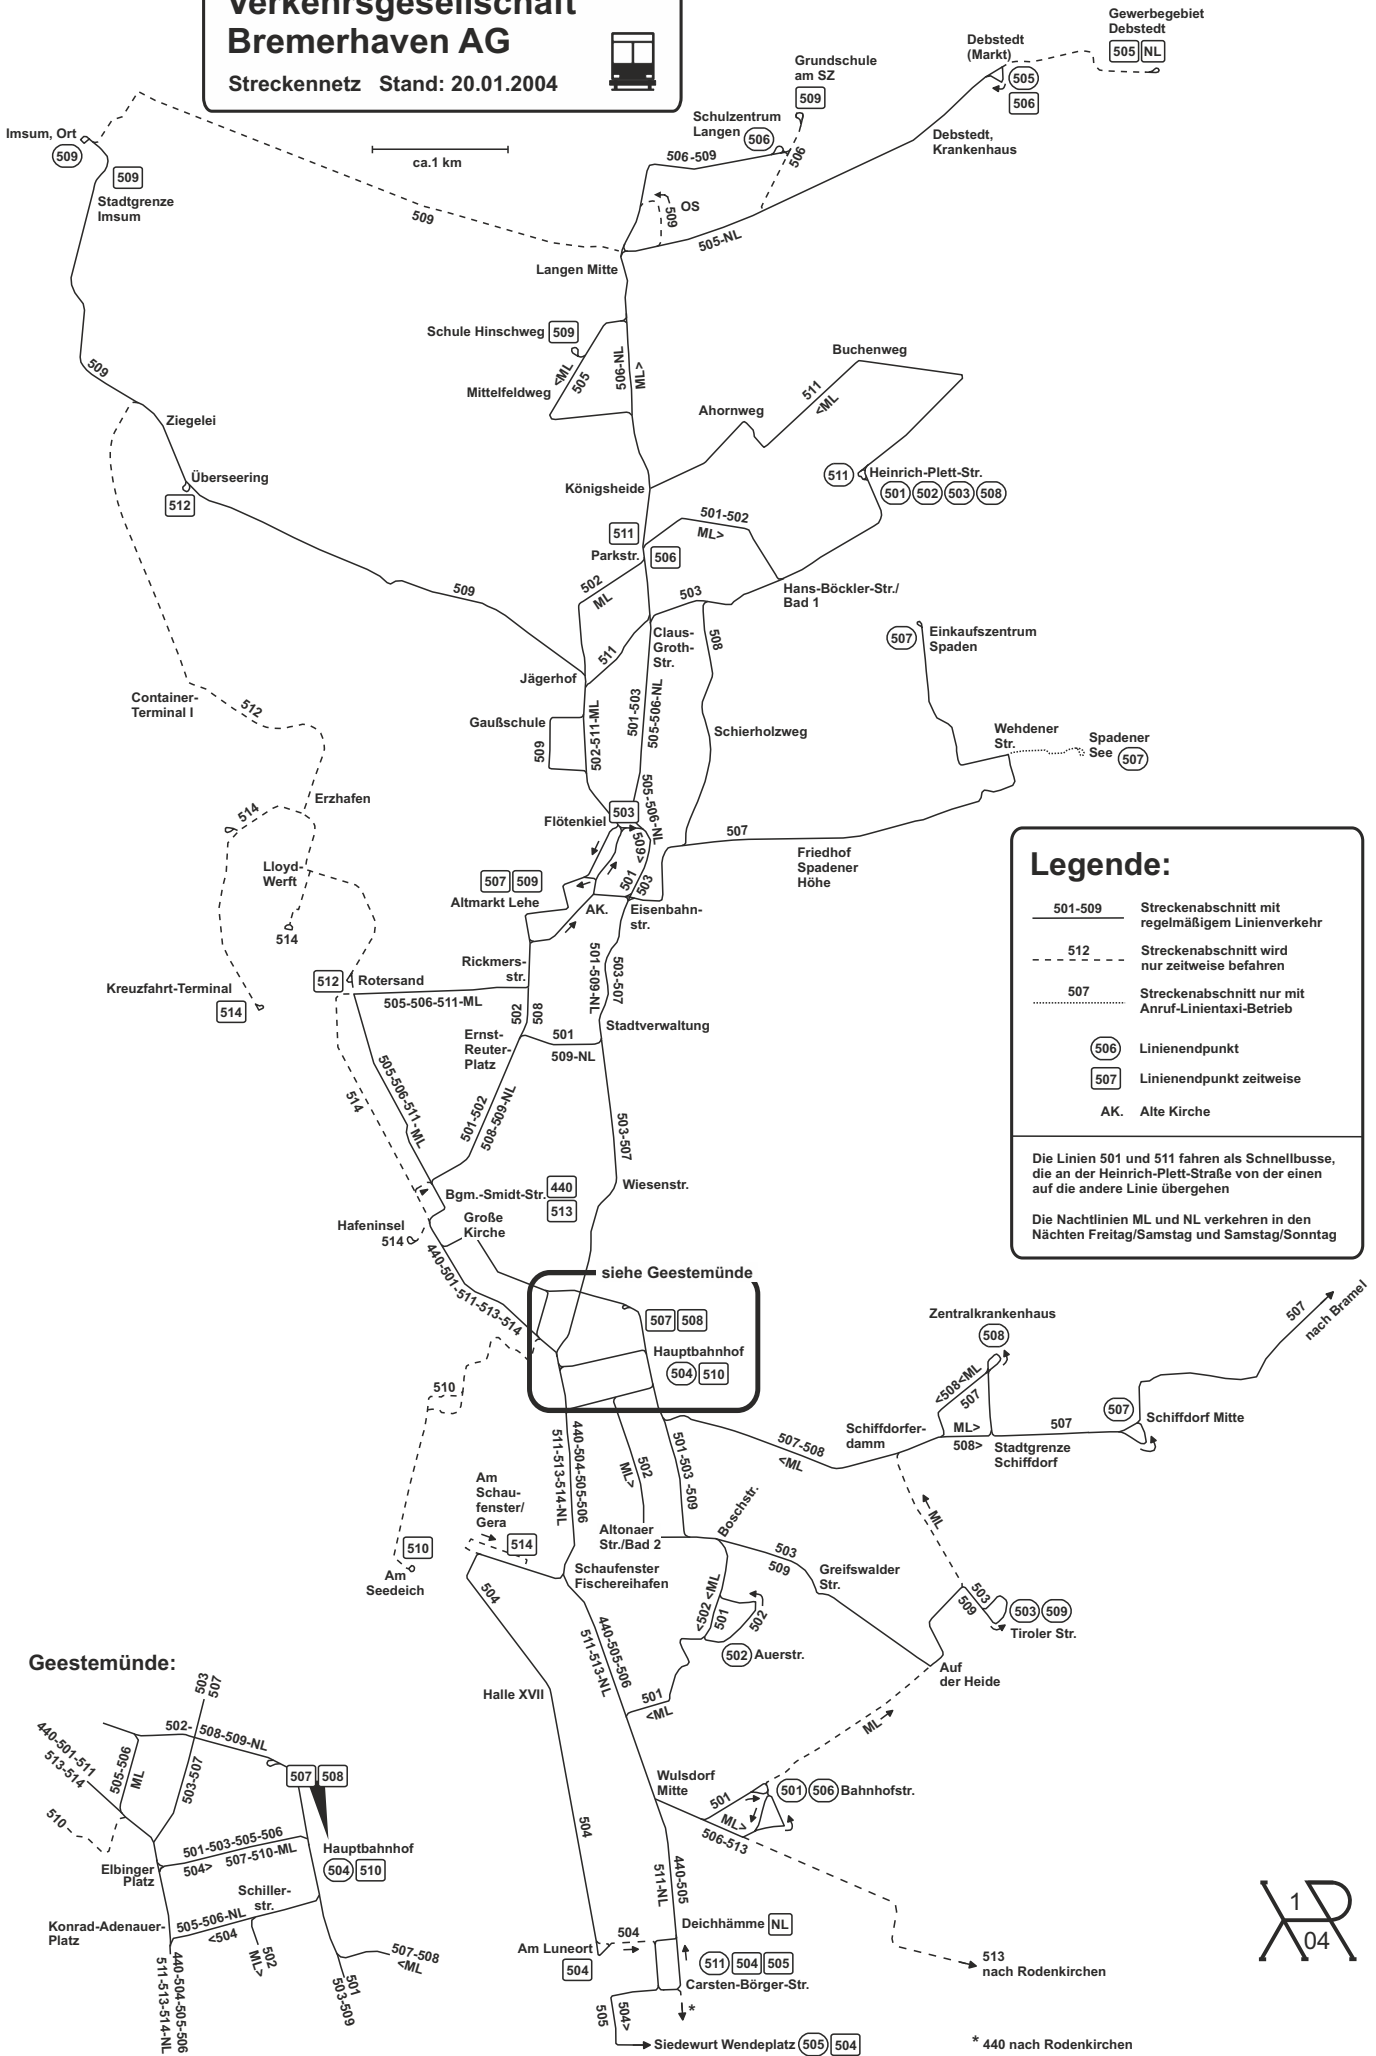 Verkehrsgesellschaft
Bremerhaven AG
Streckennetz Stand: 20.01.2004
Gewerbegebiet
Debstedt
505 NL
Debstedt
(Markt)
505
506
Grundschule
am SZ
509
Schulzentrum
Langen 506
Debstedt,
Krankenhaus
Imsum, Ort
509
509
Stadtgrenze
Imsum
ca.1 km
506-509
506
509
OS
505-NL
509
Langen Mitte
Schule Hinschweg 509
<ML
505
506-NL
ML>
Mittelfeldweg
509
Ziegelei
Überseering
512
Buchenweg
511
<ML
Ahornweg
Königsheide
511 Heinrich-Plett-Str.
501 502 503 508
511
Parkstr. 506
501-502
ML>
502
ML
503
Hans-Böckler-Str./
Bad 1
509
511
Claus-
Groth-
Str.
508
507 Einkaufszentrum
Spaden
Jägerhof
Container-
Terminal I
512
Gaußschule
509
502-511-ML
501-503
505-506-NL
Schierholzweg
Wehdener
Str.
Spadener
See 507
Erzhafen
514
Flötenkiel 503
505-506-NL
509>
507
Friedhof
Spadener
Höhe
Lloyd-
Werft
514
507 509
Altmarkt Lehe
501
503
AK.
Eisenbahn-
str.
Kreuzfahrt-Terminal
514
512 Rotersand
505-506-511-ML
Rickmers-
str.
502
508
501-509-NL
503-507
Ernst-
Reuter-
Platz
501
509-NL
Stadtverwaltung
514
505-506-511-ML
501-502
508-509-NL
503-507
Bgm.-Smidt-Str. 440
513
Wiesenstr.
Hafeninsel
514
Große
Kirche
440-501-511-513-514
siehe Geestemünde
507 508
Hauptbahnhof
504 510
Legende:
501-509 Streckenabschnitt mit
regelmäßigem Linienverkehr
512 Streckenabschnitt wird
nur zeitweise befahren
507 Streckenabschnitt nur mit
Anruf-Linientaxi-Betrieb
506 Linienendpunkt
507 Linienendpunkt zeitweise
AK. Alte Kirche
Die Linien 501 und 511 fahren als Schnellbusse,
die an der Heinrich-Plett-Straße von der einen
auf die andere Linie übergehen
Die Nachtlinien ML und NL verkehren in den
Nächten Freitag/Samstag und Samstag/Sonntag
507
nach Bramel
Zentralkrankenhaus
508
<508<ML
507
507
Schiffdorf Mitte
Schiffdorfer-
damm
ML>
508>
507
Stadtgrenze
Schiffdorf
507-508
<ML
510
510
Am
Seedeich
Am
Schau-
fenster/
Gera
514
511-513-514-NL
440-504-505-506
502
ML>
501-503-509
Altonaer
Str./Bad 2
Boschstr.
503
509
Greifswalder
Str.
ML
503
509
503 509
Tiroler Str.
Schaufenster
Fischereihafen
504
<502 <ML
501
502
502 Auerstr.
440-505-506
511-513-NL
501
<ML
Auf
der Heide
ML
Halle XVII
504
Wulsdorf
Mitte
501
ML>
506-513
501 506 Bahnhofstr.
440-505
511-NL
Deichhämme NL
504
Am Luneort
504
511 504 505
Carsten-Börger-Str.
*
505
504>
Siedewurt Wendeplatz 505 504
513
nach Rodenkirchen
* 440 nach Rodenkirchen
Geestemünde:
503
507
502-508-509-NL
440-501-511
513-514
505-506
ML
503-507
510
507 508
Hauptbahnhof
504 510
501-503-505-506
504> 507-510-ML
Elbinger
Platz
Schiller-
str.
Konrad-Adenauer-
Platz
505-506-NL
<504
502
ML>
507-508
<ML
501
503-509
440-504-505-506
511-513-514-NL
1
04